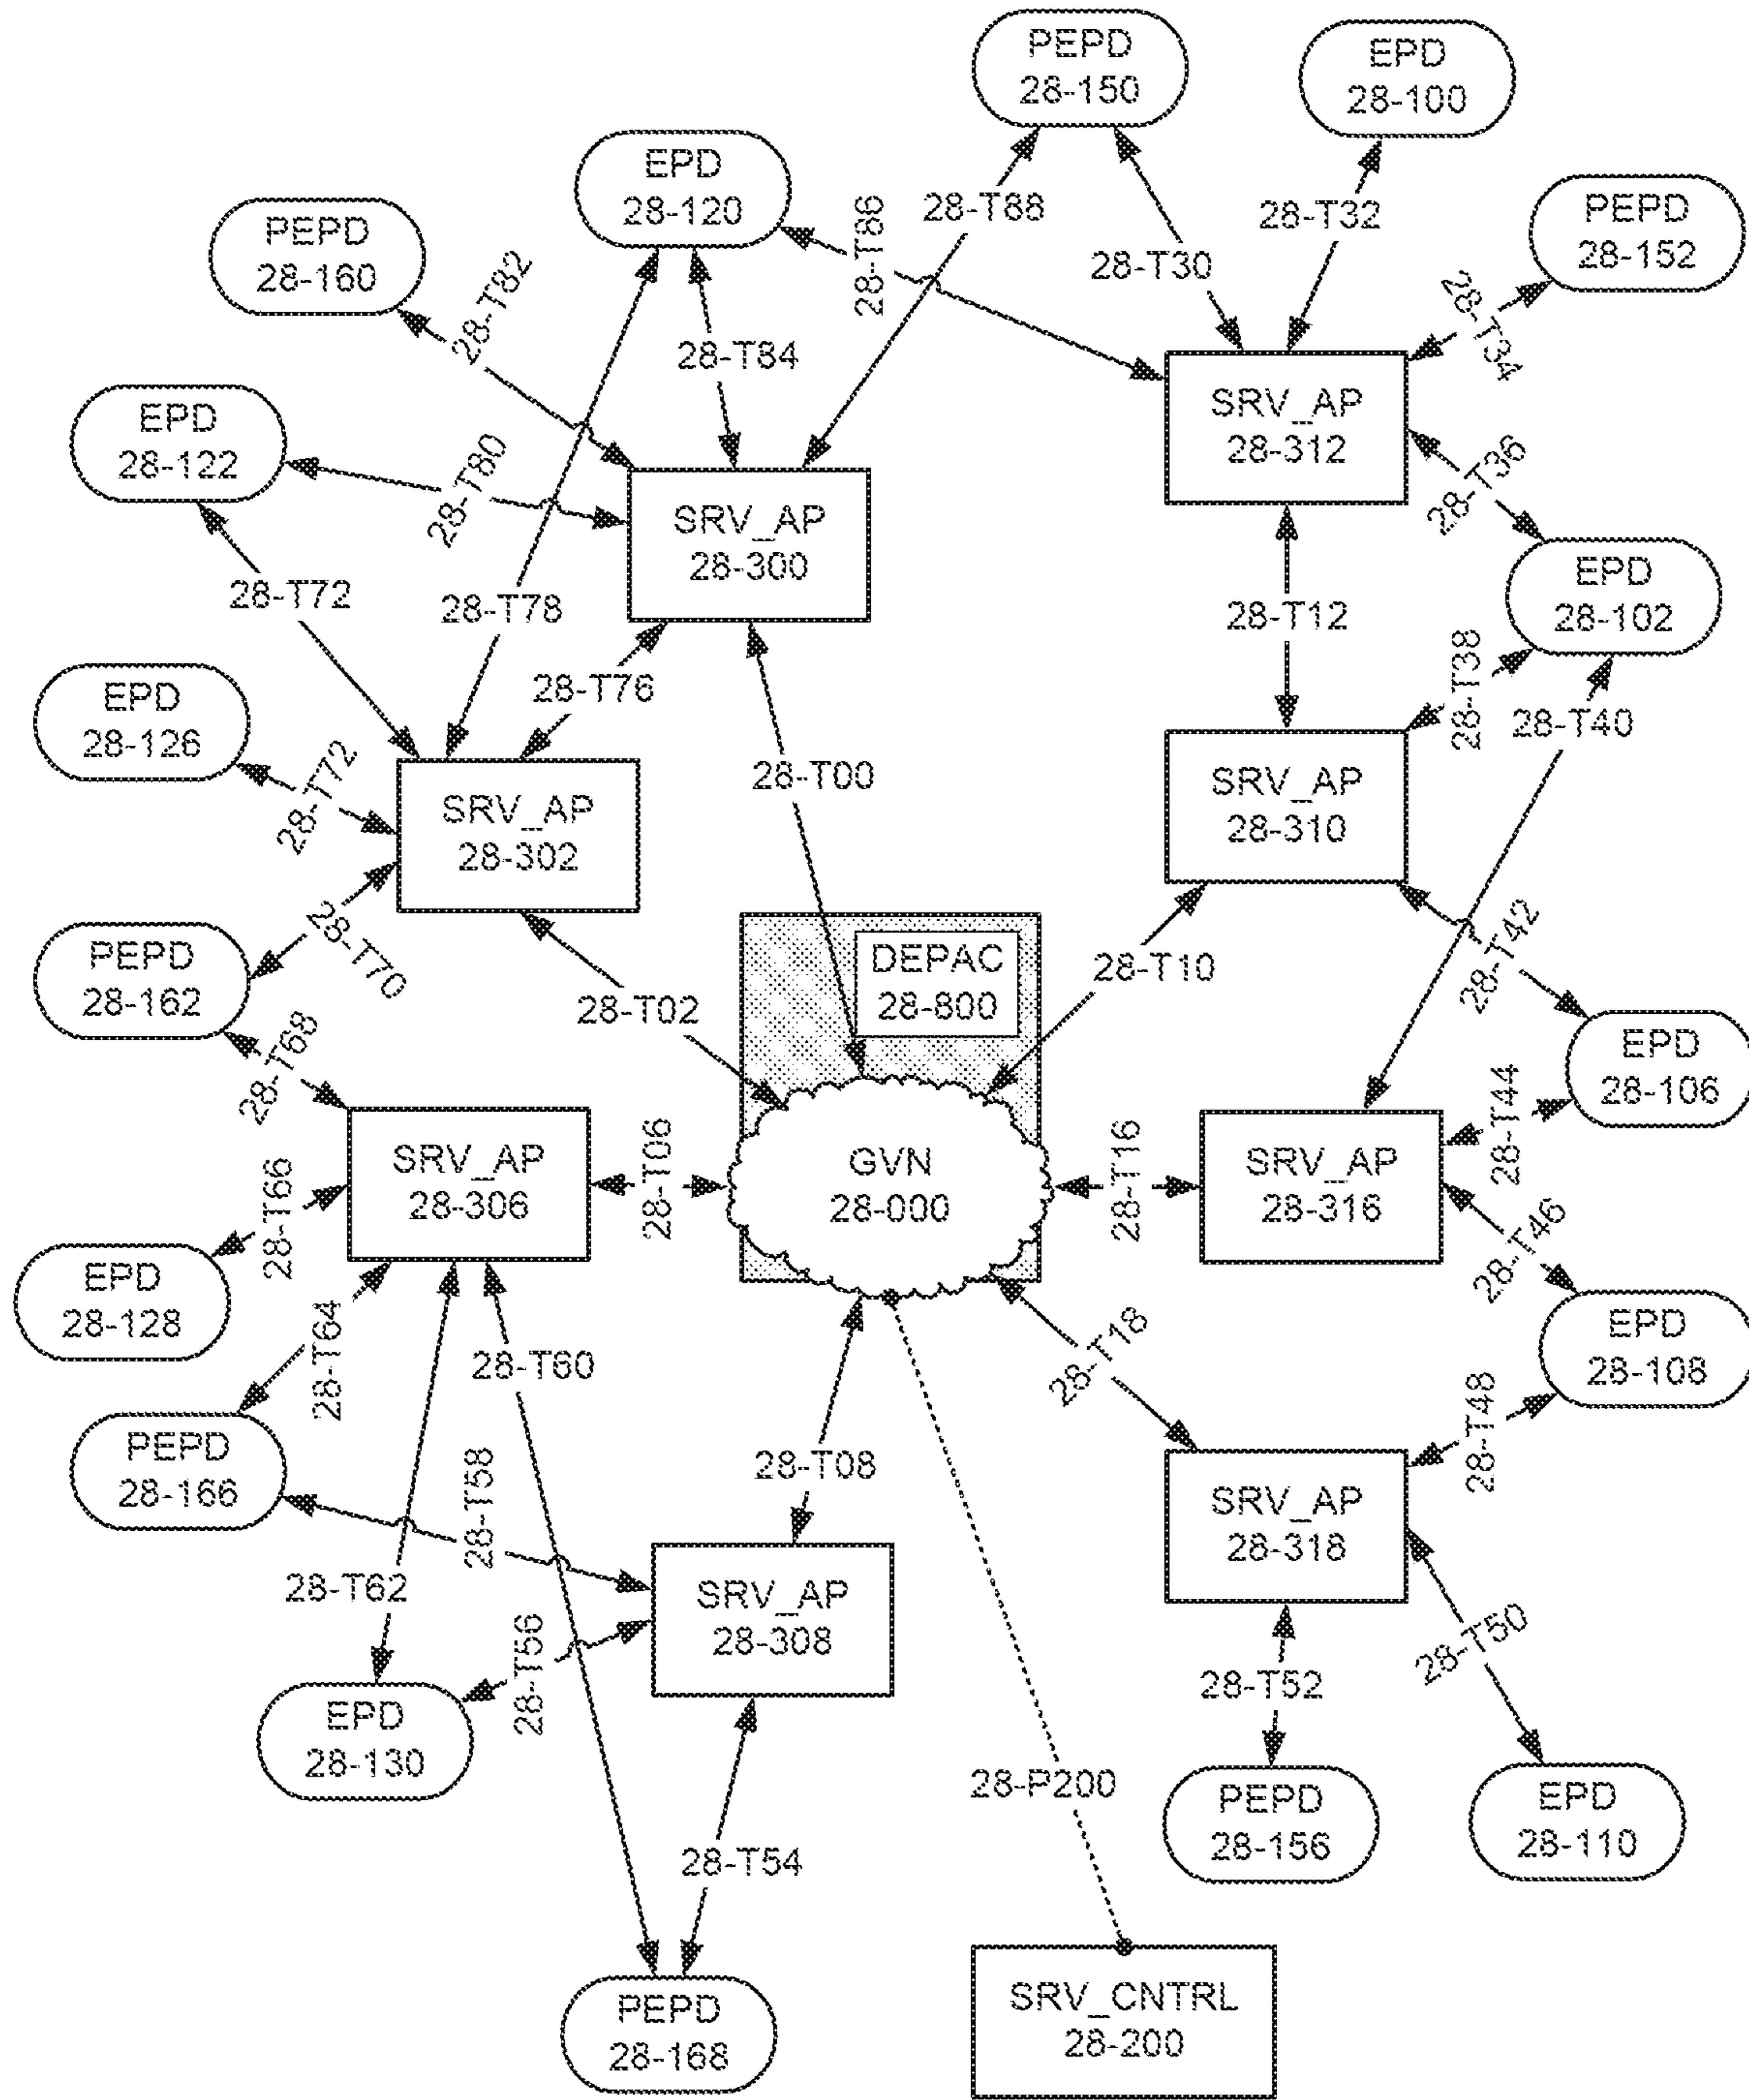 PEPD
28-150
EPD
28-100
EPD
28-120
PEPD
28-152
PEPD
28-160
28-T88
28-T86
28-T32
28-T30
28-T82
28-T84
28-T34
EPD
28-122
SRV_AP
28-312
28-T80
28-T36
SRV_AP
28-300
EPD
28-102
28-T72
28-T78
28-T12
28-T38
28-T76
28-T40
EPD
28-126
28-T00
28-T72
SRV_AP
28-302
SRV_AP
28-310
28-T70
PEPD
28-162
DEPAC
28-800
28-T10
28-T42
28-T02
28-T68
EPD
28-106
28-T44
SRV_AP
28-306
28-T06
GVN
28-000
28-T16
SRV_AP
28-316
28-T66
28-T46
EPD
28-128
EPD
28-108
28-T64
28-T60
28-T18
28-T48
PEPD
28-166
28-T58
28-T08
SRV_AP
28-318
28-T62
SRV_AP
28-308
28-T56
28-T52
28-T50
EPD
28-130
28-P200
PEPD
28-156
EPD
28-110
28-T54
PEPD
28-168
SRV_CNTRL
28-200